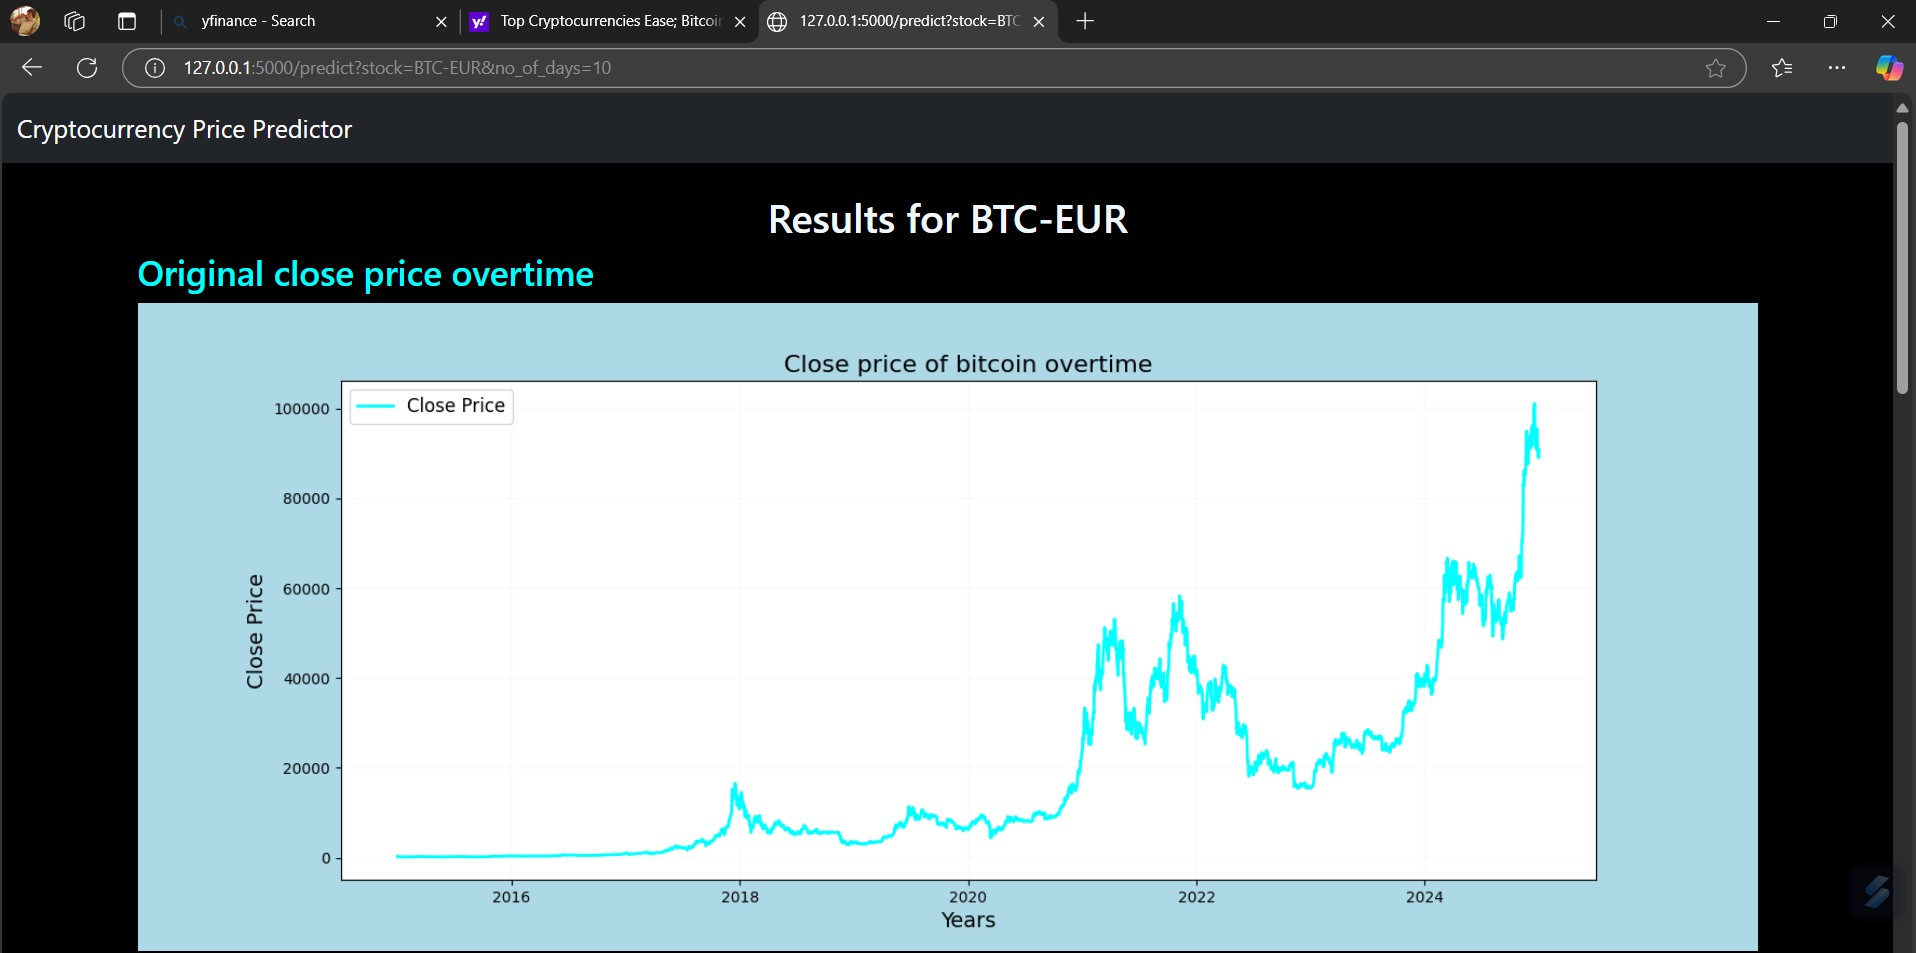 yfinance - Search
Top Cryptocurrencies Ease; Bitcoin
127.0.0.1:5000/predict?stock=BTC
127.0.0.1:5000/predict?stock=BTC-EUR&no_of_days=10
Cryptocurrency Price Predictor
Results for BTC-EUR
Original close price overtime
Close price of bitcoin overtime
Close Price
100000
80000
60000
40000
20000
0
Close Price
2016 2018 2020 2022 2024
Years